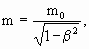 m = m₀ / √(1−β²) ,